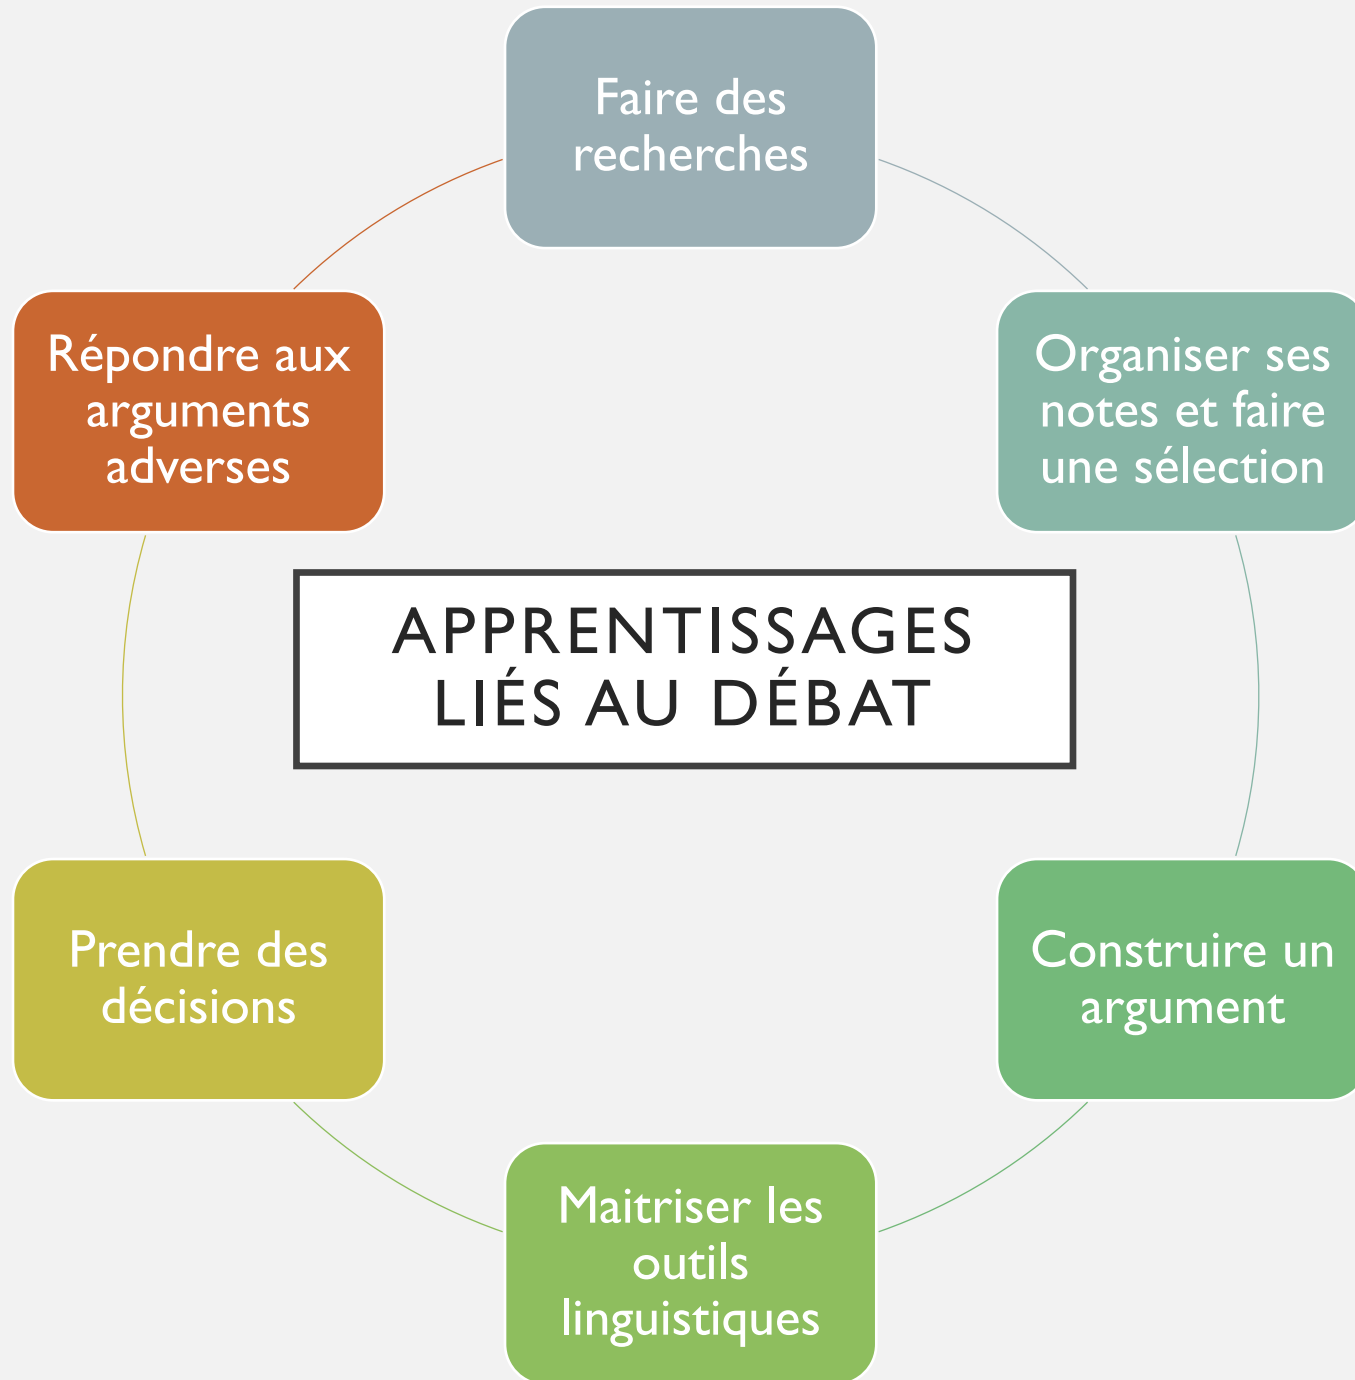 Faire des
recherches
Organiser ses
notes et faire
une sélection
Construire un
argument
Maitriser les
outils
linguistiques
Prendre des
décisions
Répondre aux
arguments
adverses
APPRENTISSAGES
LIÉS AU DÉBAT